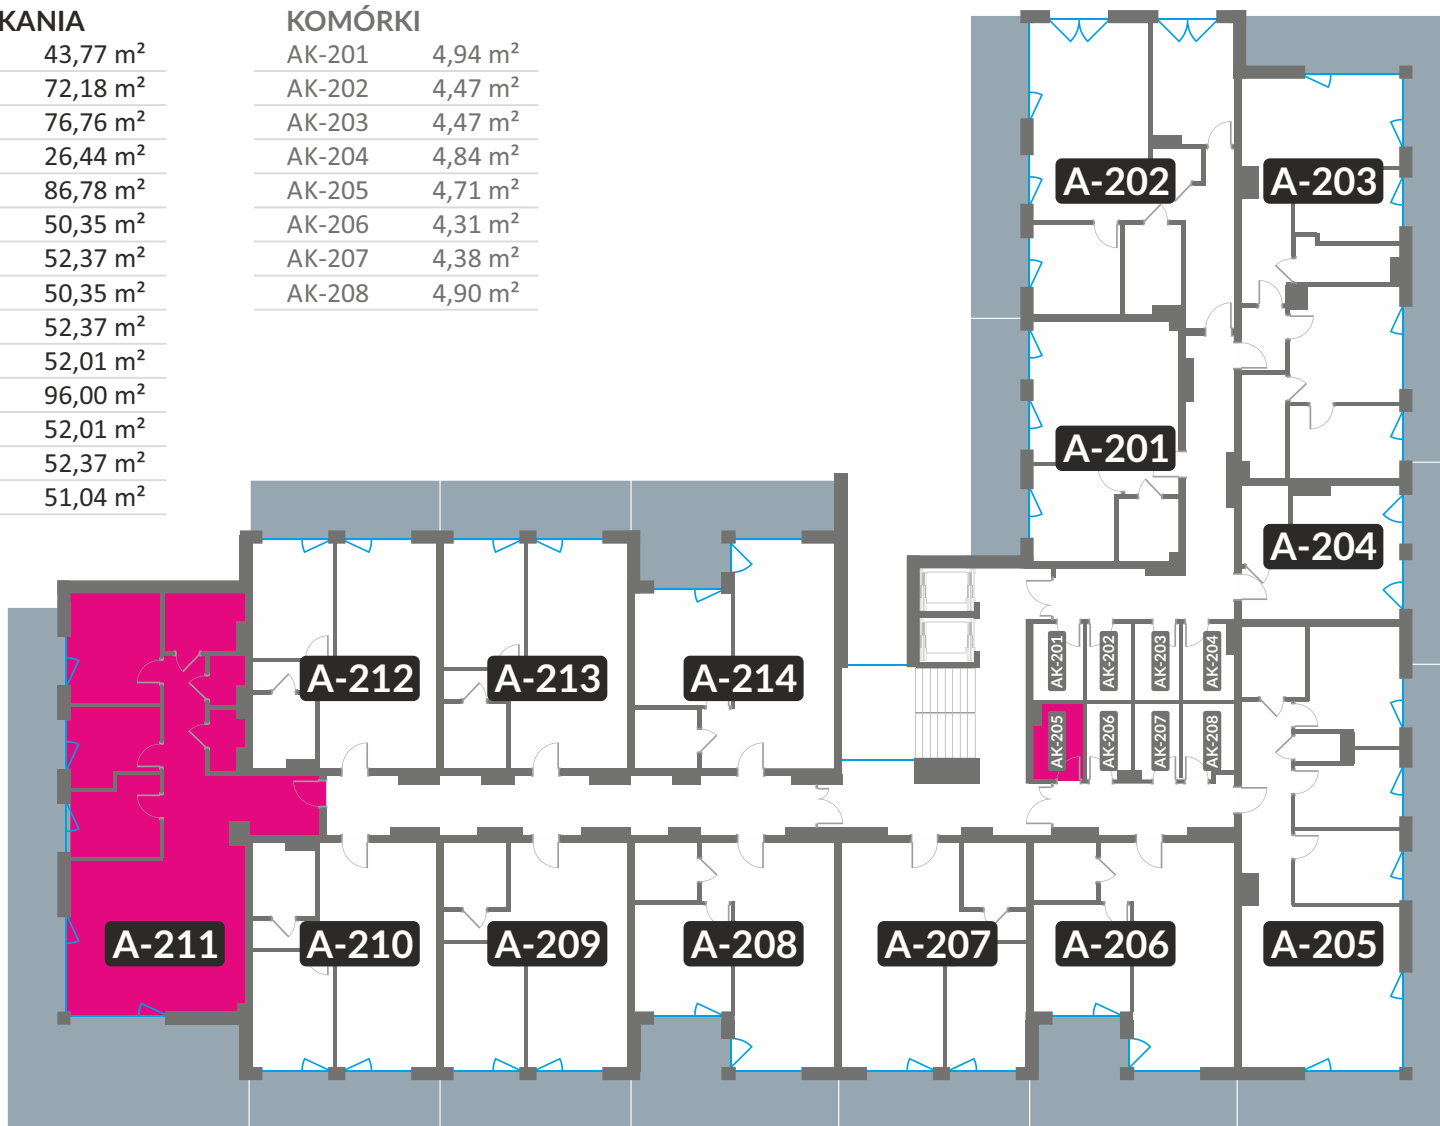 KANIA
43,77 m²
72,18 m²
76,76 m²
26,44 m²
86,78 m²
50,35 m²
52,37 m²
50,35 m²
52,37 m²
52,01 m²
96,00 m²
52,01 m²
52,37 m²
51,04 m²
KOMÓRKI
AK-201 4,94 m²
AK-202 4,47 m²
AK-203 4,47 m²
AK-204 4,84 m²
AK-205 4,71 m²
AK-206 4,31 m²
AK-207 4,38 m²
AK-208 4,90 m²
A-202
A-203
A-201
A-204
AK-201
AK-202
AK-203
AK-204
A-212
A-213
A-214
AK-205
AK-206
AK-207
AK-208
A-211
A-210
A-209
A-208
A-207
A-206
A-205